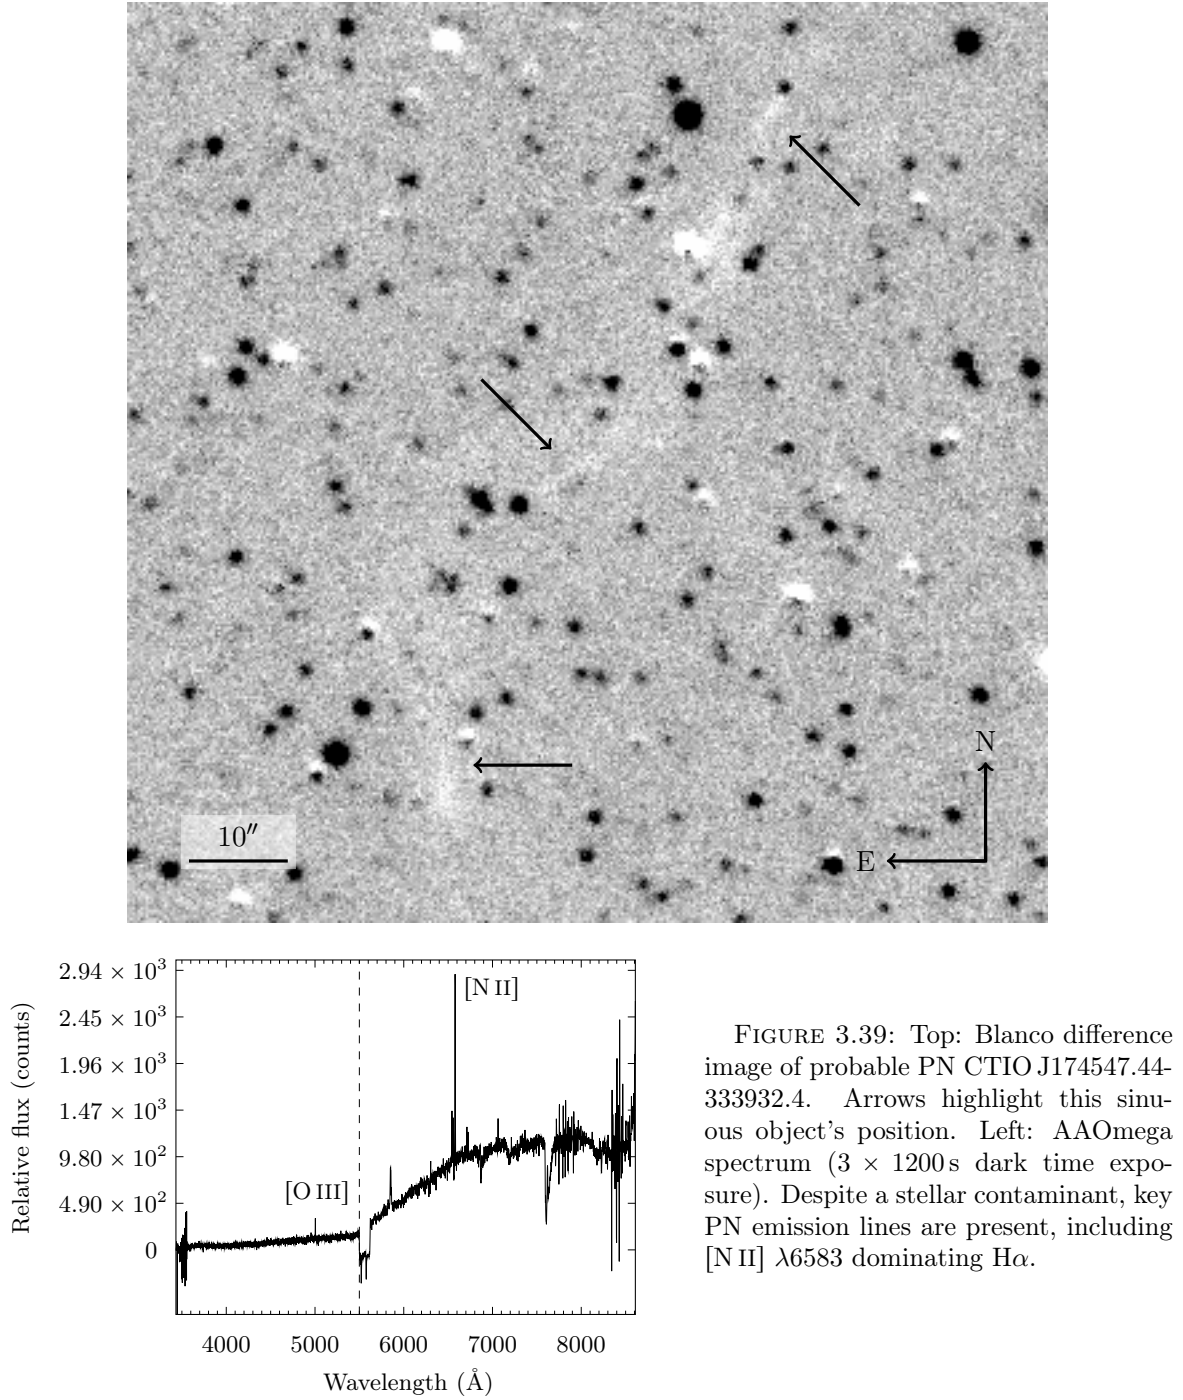 N
10″
E
2.94 × 10³
[N II]
2.45 × 10³
1.96 × 10³
1.47 × 10³
9.80 × 10²
[O III]
4.90 × 10²
0
Relative flux (counts)
4000 5000 6000 7000 8000
Wavelength (Å)
FIGURE 3.39: Top: Blanco difference
image of probable PN CTIO J174547.44-
333932.4. Arrows highlight this sinu-
ous object's position. Left: AAOmega
spectrum (3 × 1200 s dark time expo-
sure). Despite a stellar contaminant, key
PN emission lines are present, including
[N II] λ6583 dominating Hα.